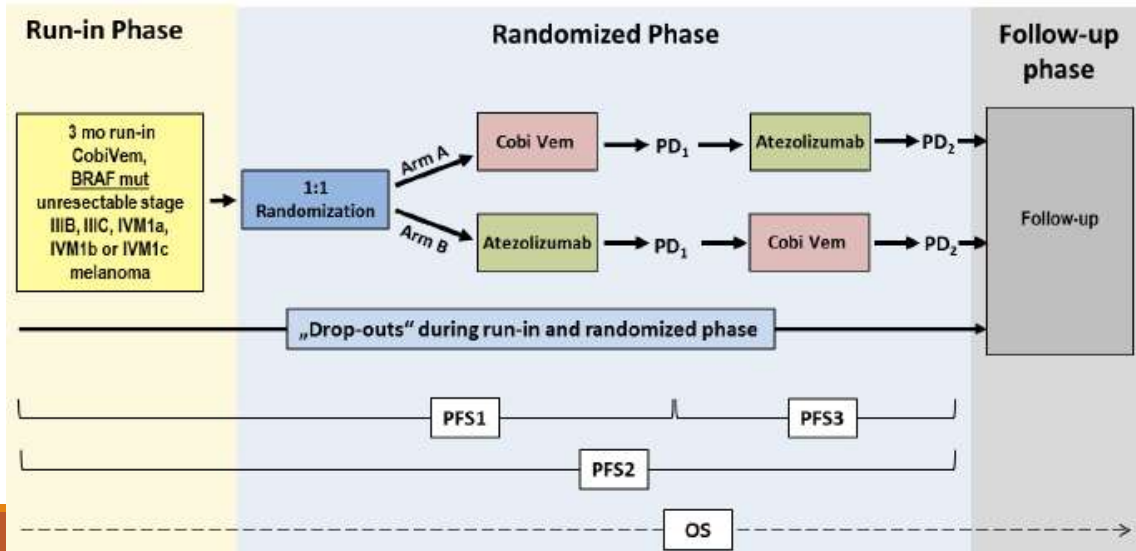 Run-in Phase
Randomized Phase
Follow-up
phase
3 mo run-in
CobiVem,
BRAF mut
unresectable stage
IIIB, IIIC, IVM1a,
IVM1b or IVM1c
melanoma
1:1
Randomization
Arm A
Cobi Vem
PD₁
Atezolizumab
PD₂
Arm B
Atezolizumab
PD₁
Cobi Vem
PD₂
Follow-up
„Drop-outs“ during run-in and randomized phase
PFS1
PFS3
PFS2
OS